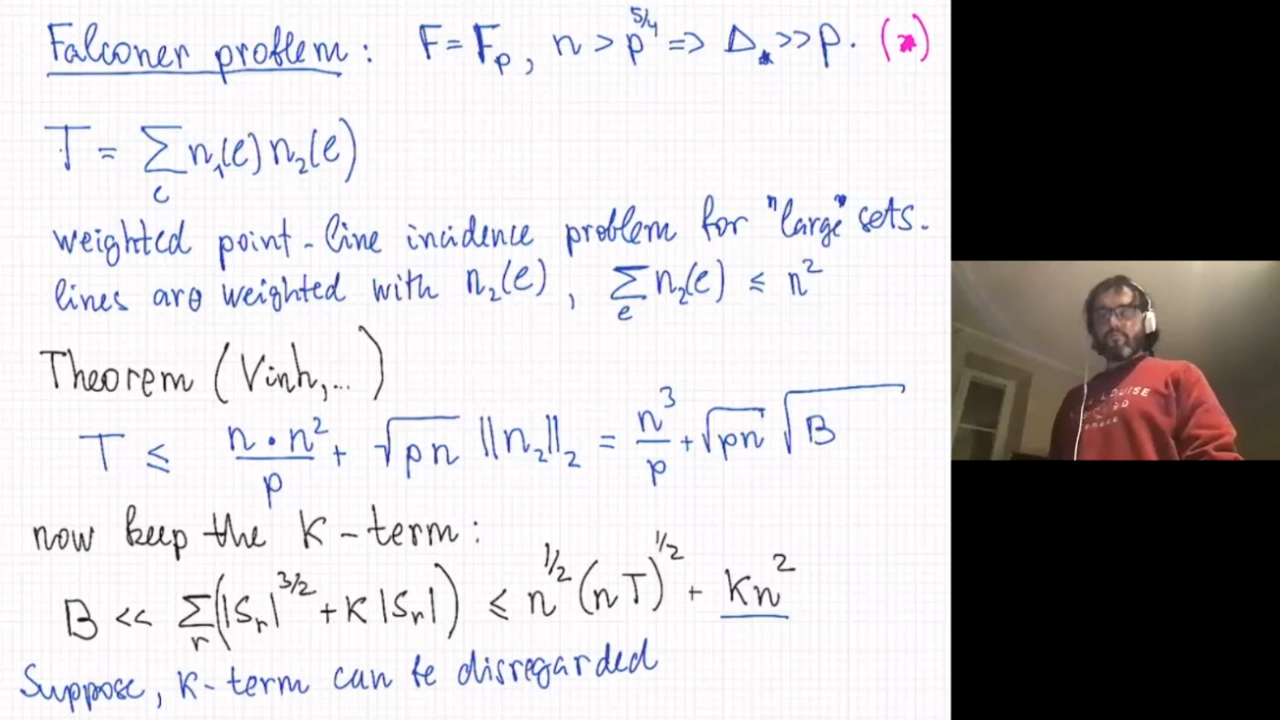 Falconer problem: F = F_p, n > p^{5/4} => Δ_* >> p. (*)
T = Σ_e n_1(e) n_2(e)
weighted point-line incidence problem for "large" sets.
lines are weighted with n_2(e), Σ_e n_2(e) ≤ n^2
Theorem (Vinh,...)
T ≤ n·n^2/p + √(pn) ||n_2||_2 = n^3/p + √(pn) √B
now keep the K-term:
B << Σ_r (|S_r|^{3/2} + K|S_r|) ≤ n^{1/2} (nT)^{1/2} + Kn^2
Suppose, K-term can be disregarded